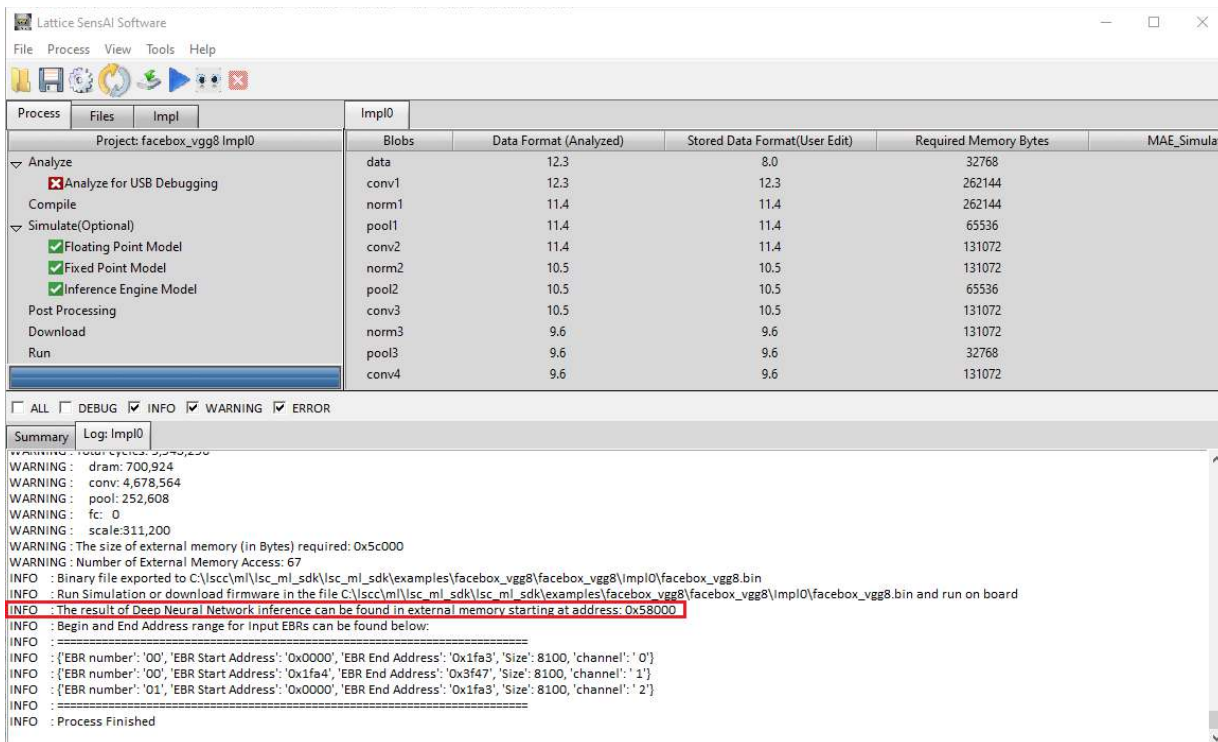 Lattice SensAI Software
File Process View Tools Help
Process Files Impl Impl0
Project: facebox_vgg8 Impl0 Blobs Data Format (Analyzed) Stored Data Format(User Edit) Required Memory Bytes MAE_Simula
Analyze data 12.3 8.0 32768
Analyze for USB Debugging conv1 12.3 12.3 262144
Compile norm1 11.4 11.4 262144
Simulate(Optional) pool1 11.4 11.4 65536
Floating Point Model conv2 11.4 11.4 131072
Fixed Point Model norm2 10.5 10.5 131072
Inference Engine Model pool2 10.5 10.5 65536
Post Processing conv3 10.5 10.5 131072
Download norm3 9.6 9.6 131072
Run pool3 9.6 9.6 32768
conv4 9.6 9.6 131072
ALL DEBUG INFO WARNING ERROR
Summary Log: Impl0
WARNING : Total cycles:
WARNING : dram: 700,924
WARNING : conv: 4,678,564
WARNING : pool: 252,608
WARNING : fc: 0
WARNING : scale:311,200
WARNING : The size of external memory (in Bytes) required: 0x5c000
WARNING : Number of External Memory Access: 67
INFO : Binary file exported to C:\lscc\ml\lsc_ml_sdk\lsc_ml_sdk\examples\facebox_vgg8\facebox_vgg8\Impl0\facebox_vgg8.bin
INFO : Run Simulation or download firmware in the file C:\lscc\ml\lsc_ml_sdk\lsc_ml_sdk\examples\facebox_vgg8\facebox_vgg8\Impl0\facebox_vgg8.bin and run on board
INFO : The result of Deep Neural Network inference can be found in external memory starting at address: 0x58000
INFO : Begin and End Address range for Input EBRs can be found below:
INFO : ==========================================================================
INFO : {'EBR number': '00', 'EBR Start Address': '0x0000', 'EBR End Address': '0x1fa3', 'Size': 8100, 'channel': ' 0'}
INFO : {'EBR number': '00', 'EBR Start Address': '0x1fa4', 'EBR End Address': '0x3f47', 'Size': 8100, 'channel': ' 1'}
INFO : {'EBR number': '01', 'EBR Start Address': '0x0000', 'EBR End Address': '0x1fa3', 'Size': 8100, 'channel': ' 2'}
INFO : ==========================================================================
INFO : Process Finished